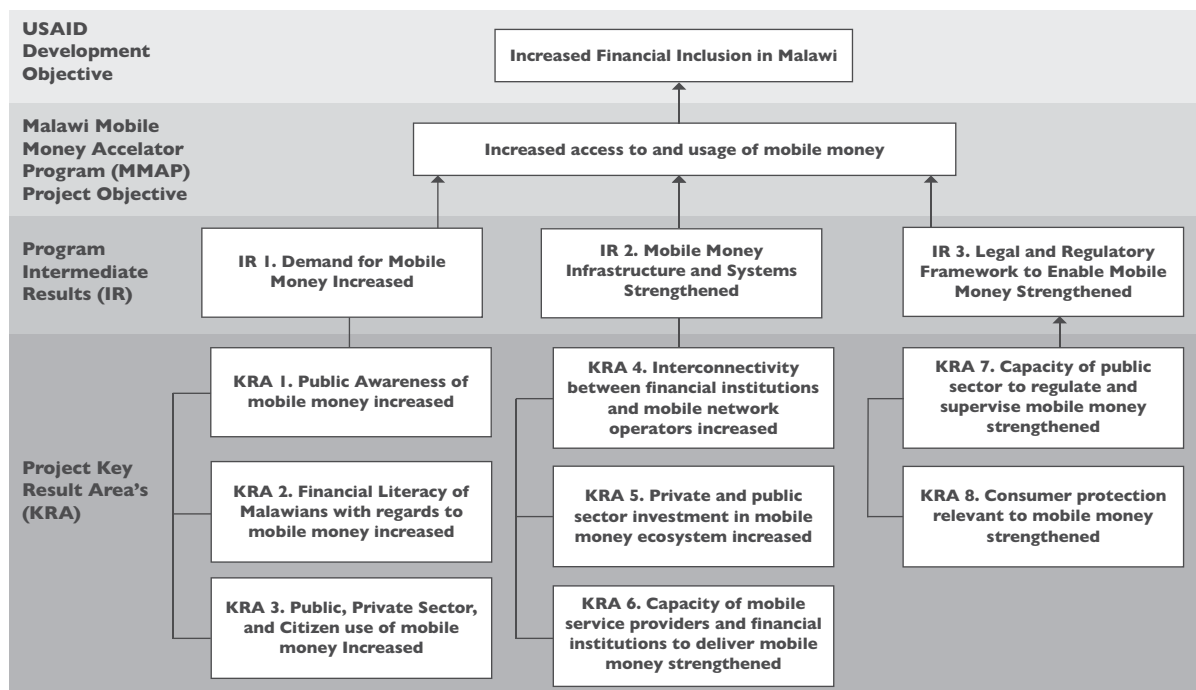 USAID
Development
Objective
Increased Financial Inclusion in Malawi
Malawi Mobile
Money Accelator
Program (MMAP)
Project Objective
Increased access to and usage of mobile money
Program
Intermediate
Results (IR)
IR 1. Demand for Mobile
Money Increased
IR 2. Mobile Money
Infrastructure and Systems
Strengthened
IR 3. Legal and Regulatory
Framework to Enable Mobile
Money Strengthened
Project Key
Result Area's
(KRA)
KRA 1. Public Awareness of
mobile money increased
KRA 2. Financial Literacy of
Malawians with regards to
mobile money increased
KRA 3. Public, Private Sector,
and Citizen use of mobile
money Increased
KRA 4. Interconnectivity
between financial institutions
and mobile network
operators increased
KRA 5. Private and public
sector investment in mobile
money ecosystem increased
KRA 6. Capacity of mobile
service providers and financial
institutions to deliver mobile
money strengthened
KRA 7. Capacity of public
sector to regulate and
supervise mobile money
strengthened
KRA 8. Consumer protection
relevant to mobile money
strengthened